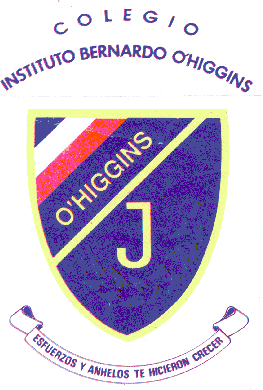 COLEGIO
INSTITUTO BERNARDO O'HIGGINS
O'HIGGINS
J
ESFUERZOS Y ANHELOS TE HICIERON CRECER